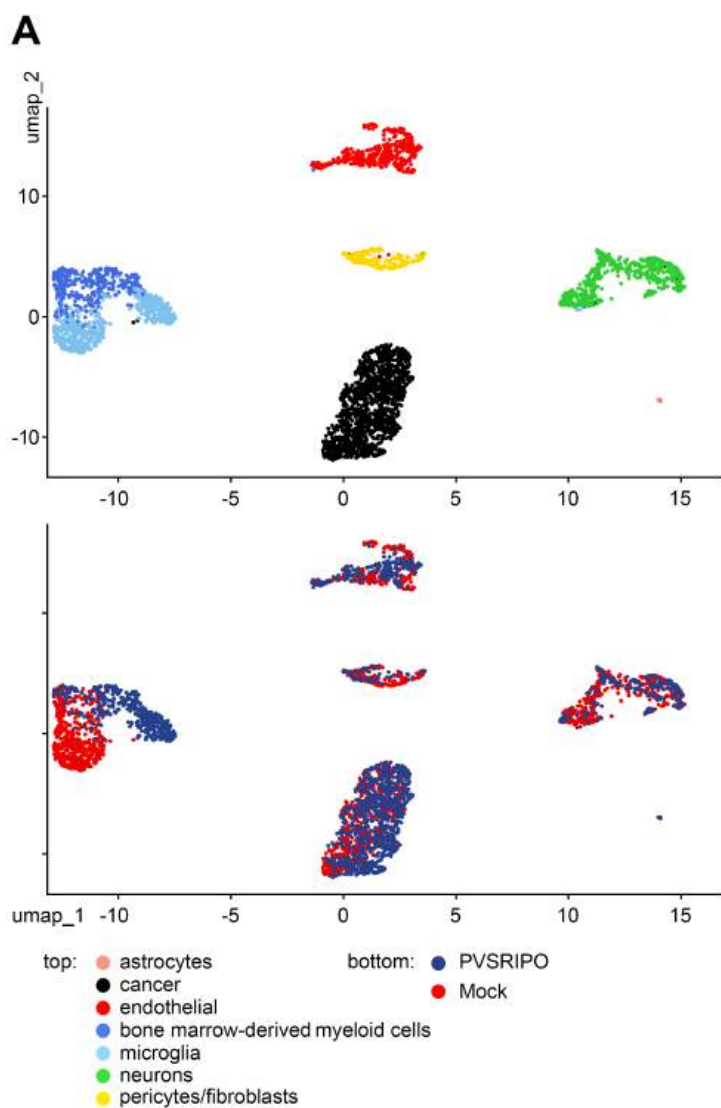 A
umap_2
10
0
-10
-10 -5 0 5 10 15
umap_1 -10 -5 0 5 10 15
top: astrocytes bottom: PVSRIPO
cancer Mock
endothelial
bone marrow-derived myeloid cells
microglia
neurons
pericytes/fibroblasts